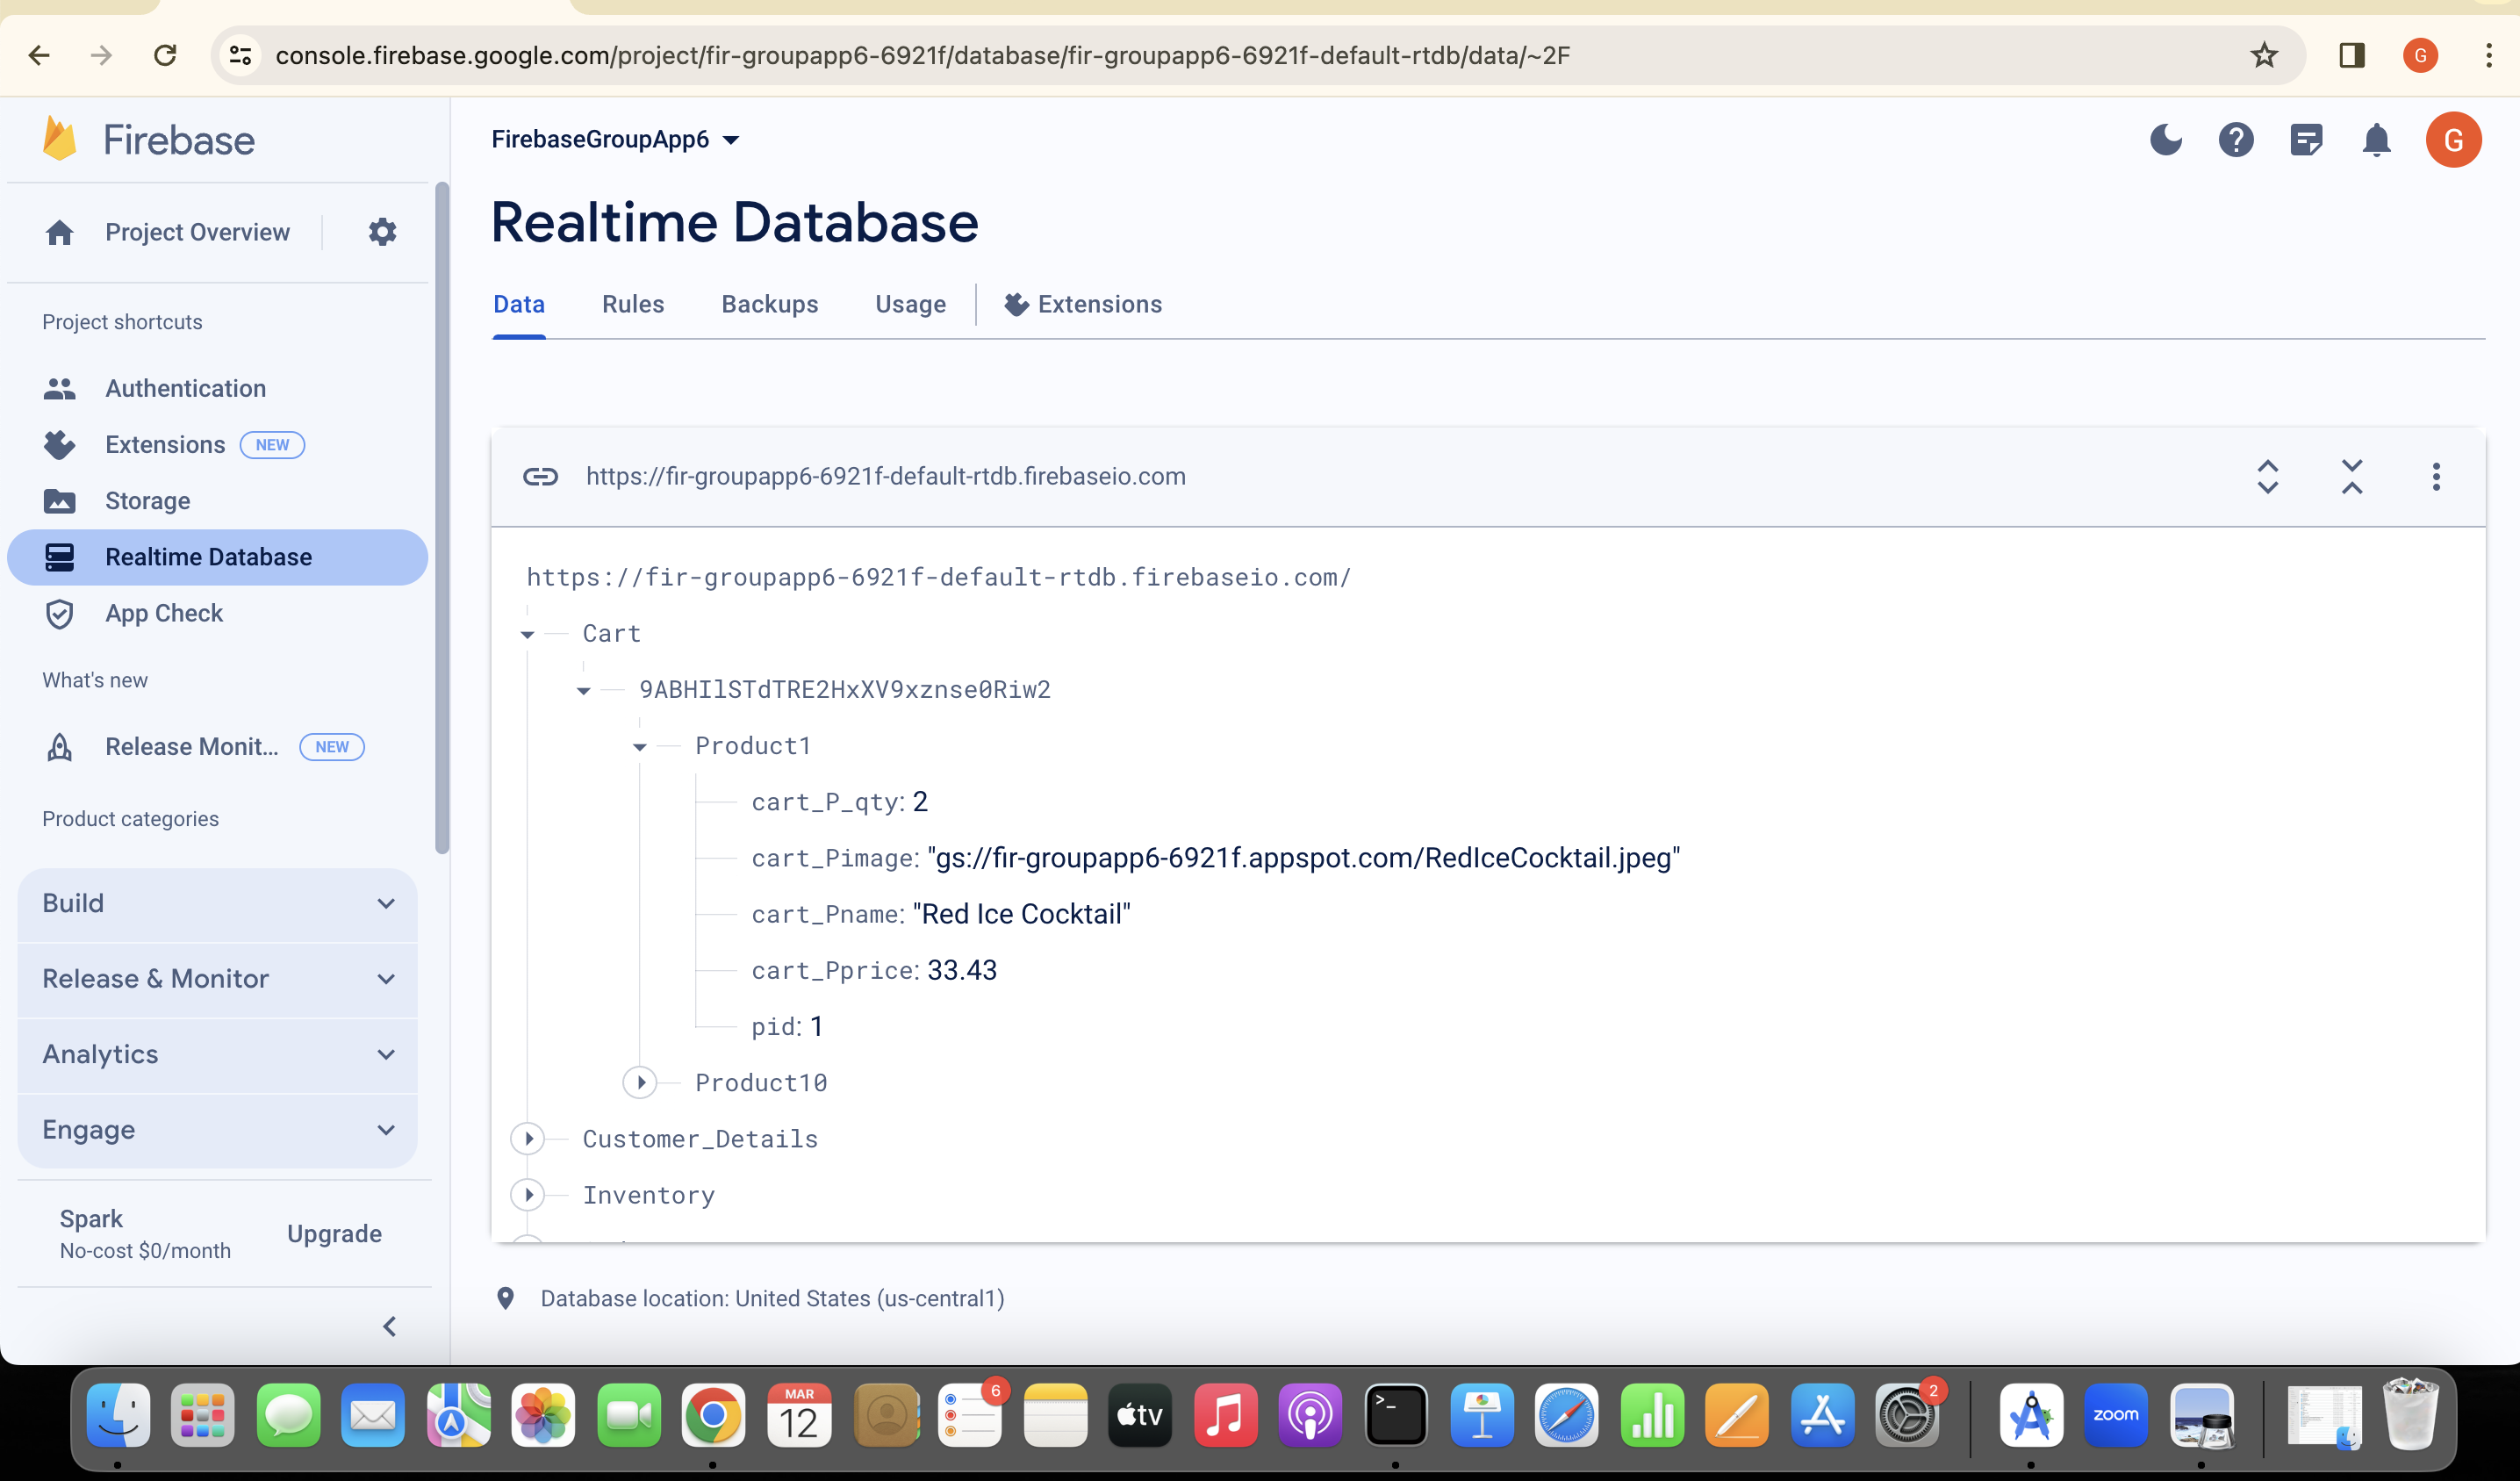 console.firebase.google.com/project/fir-groupapp6-6921f/database/fir-groupapp6-6921f-default-rtdb/data/~2F
G
Firebase
FirebaseGroupApp6
G
Project Overview
Realtime Database
Data Rules Backups Usage Extensions
Project shortcuts
Authentication
Extensions NEW
Storage
Realtime Database
App Check
What's new
Release Monit... NEW
Product categories
Build
Release & Monitor
Analytics
Engage
Spark
No-cost $0/month
Upgrade
https://fir-groupapp6-6921f-default-rtdb.firebaseio.com
https://fir-groupapp6-6921f-default-rtdb.firebaseio.com/
Cart
9ABHIlSTdTRE2HxXV9xznse0Riw2
Product1
cart_P_qty: 2
cart_Pimage: "gs://fir-groupapp6-6921f.appspot.com/RedIceCocktail.jpeg"
cart_Pname: "Red Ice Cocktail"
cart_Pprice: 33.43
pid: 1
Product10
Customer_Details
Inventory
Database location: United States (us-central1)
MAR
12
6
tv
>_
2
zoom